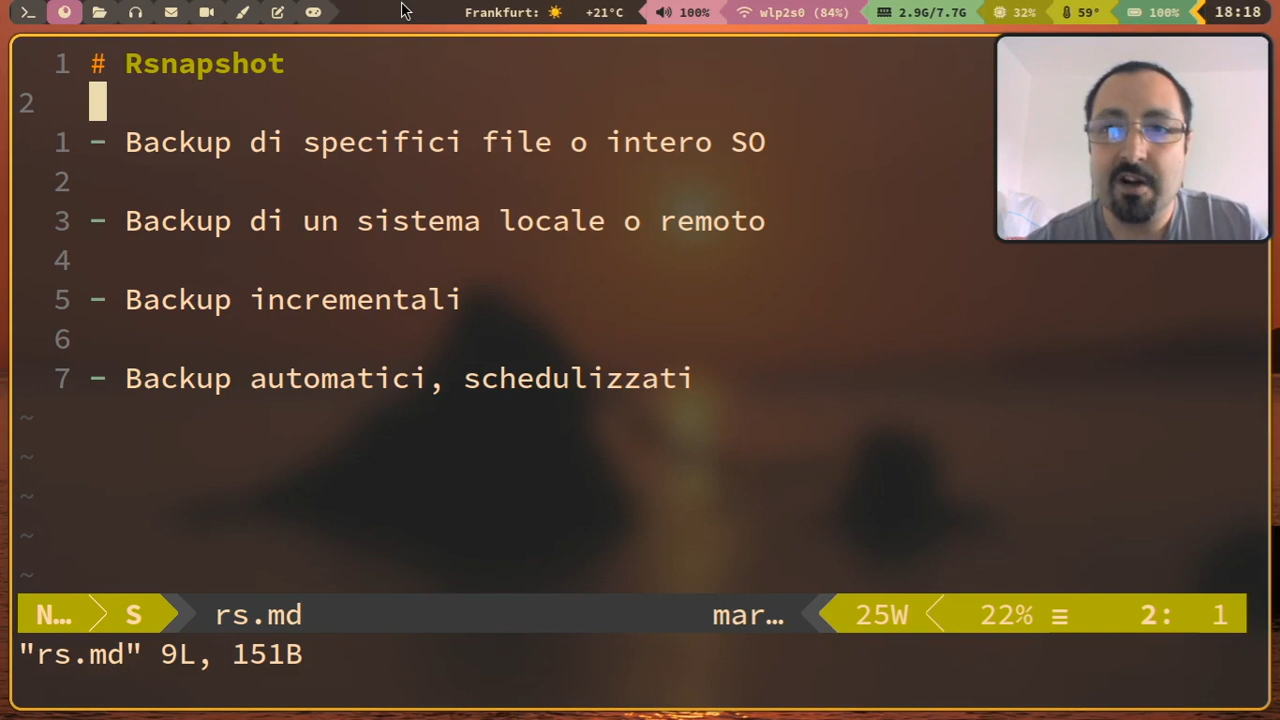 Frankfurt: +21°C 100% wlp2s0 (84%) 2.9G/7.7G 32% 59° 100% 18:18
1 # Rsnapshot
2
1 - Backup di specifici file o intero SO
2
3 - Backup di un sistema locale o remoto
4
5 - Backup incrementali
6
7 - Backup automatici, schedulizzati
~
~
~
~
~
N… S rs.md mar… 25W 22% ≡ 2: 1
"rs.md" 9L, 151B